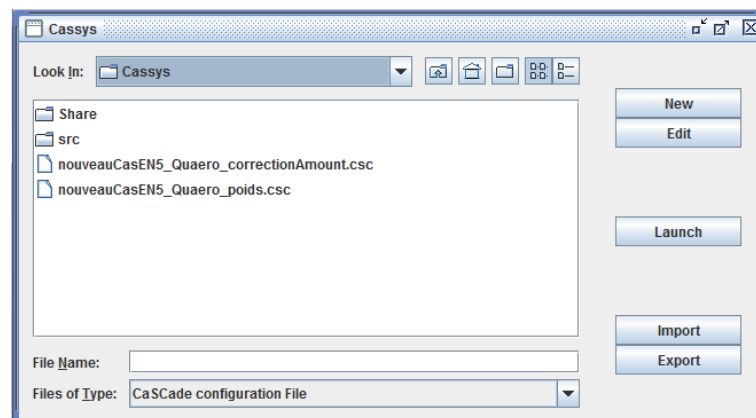 Cassys
Look In: Cassys
Share
src
nouveauCasEN5_Quaero_correctionAmount.csc
nouveauCasEN5_Quaero_poids.csc
File Name:
Files of Type: CaSCade configuration File
New
Edit
Launch
Import
Export